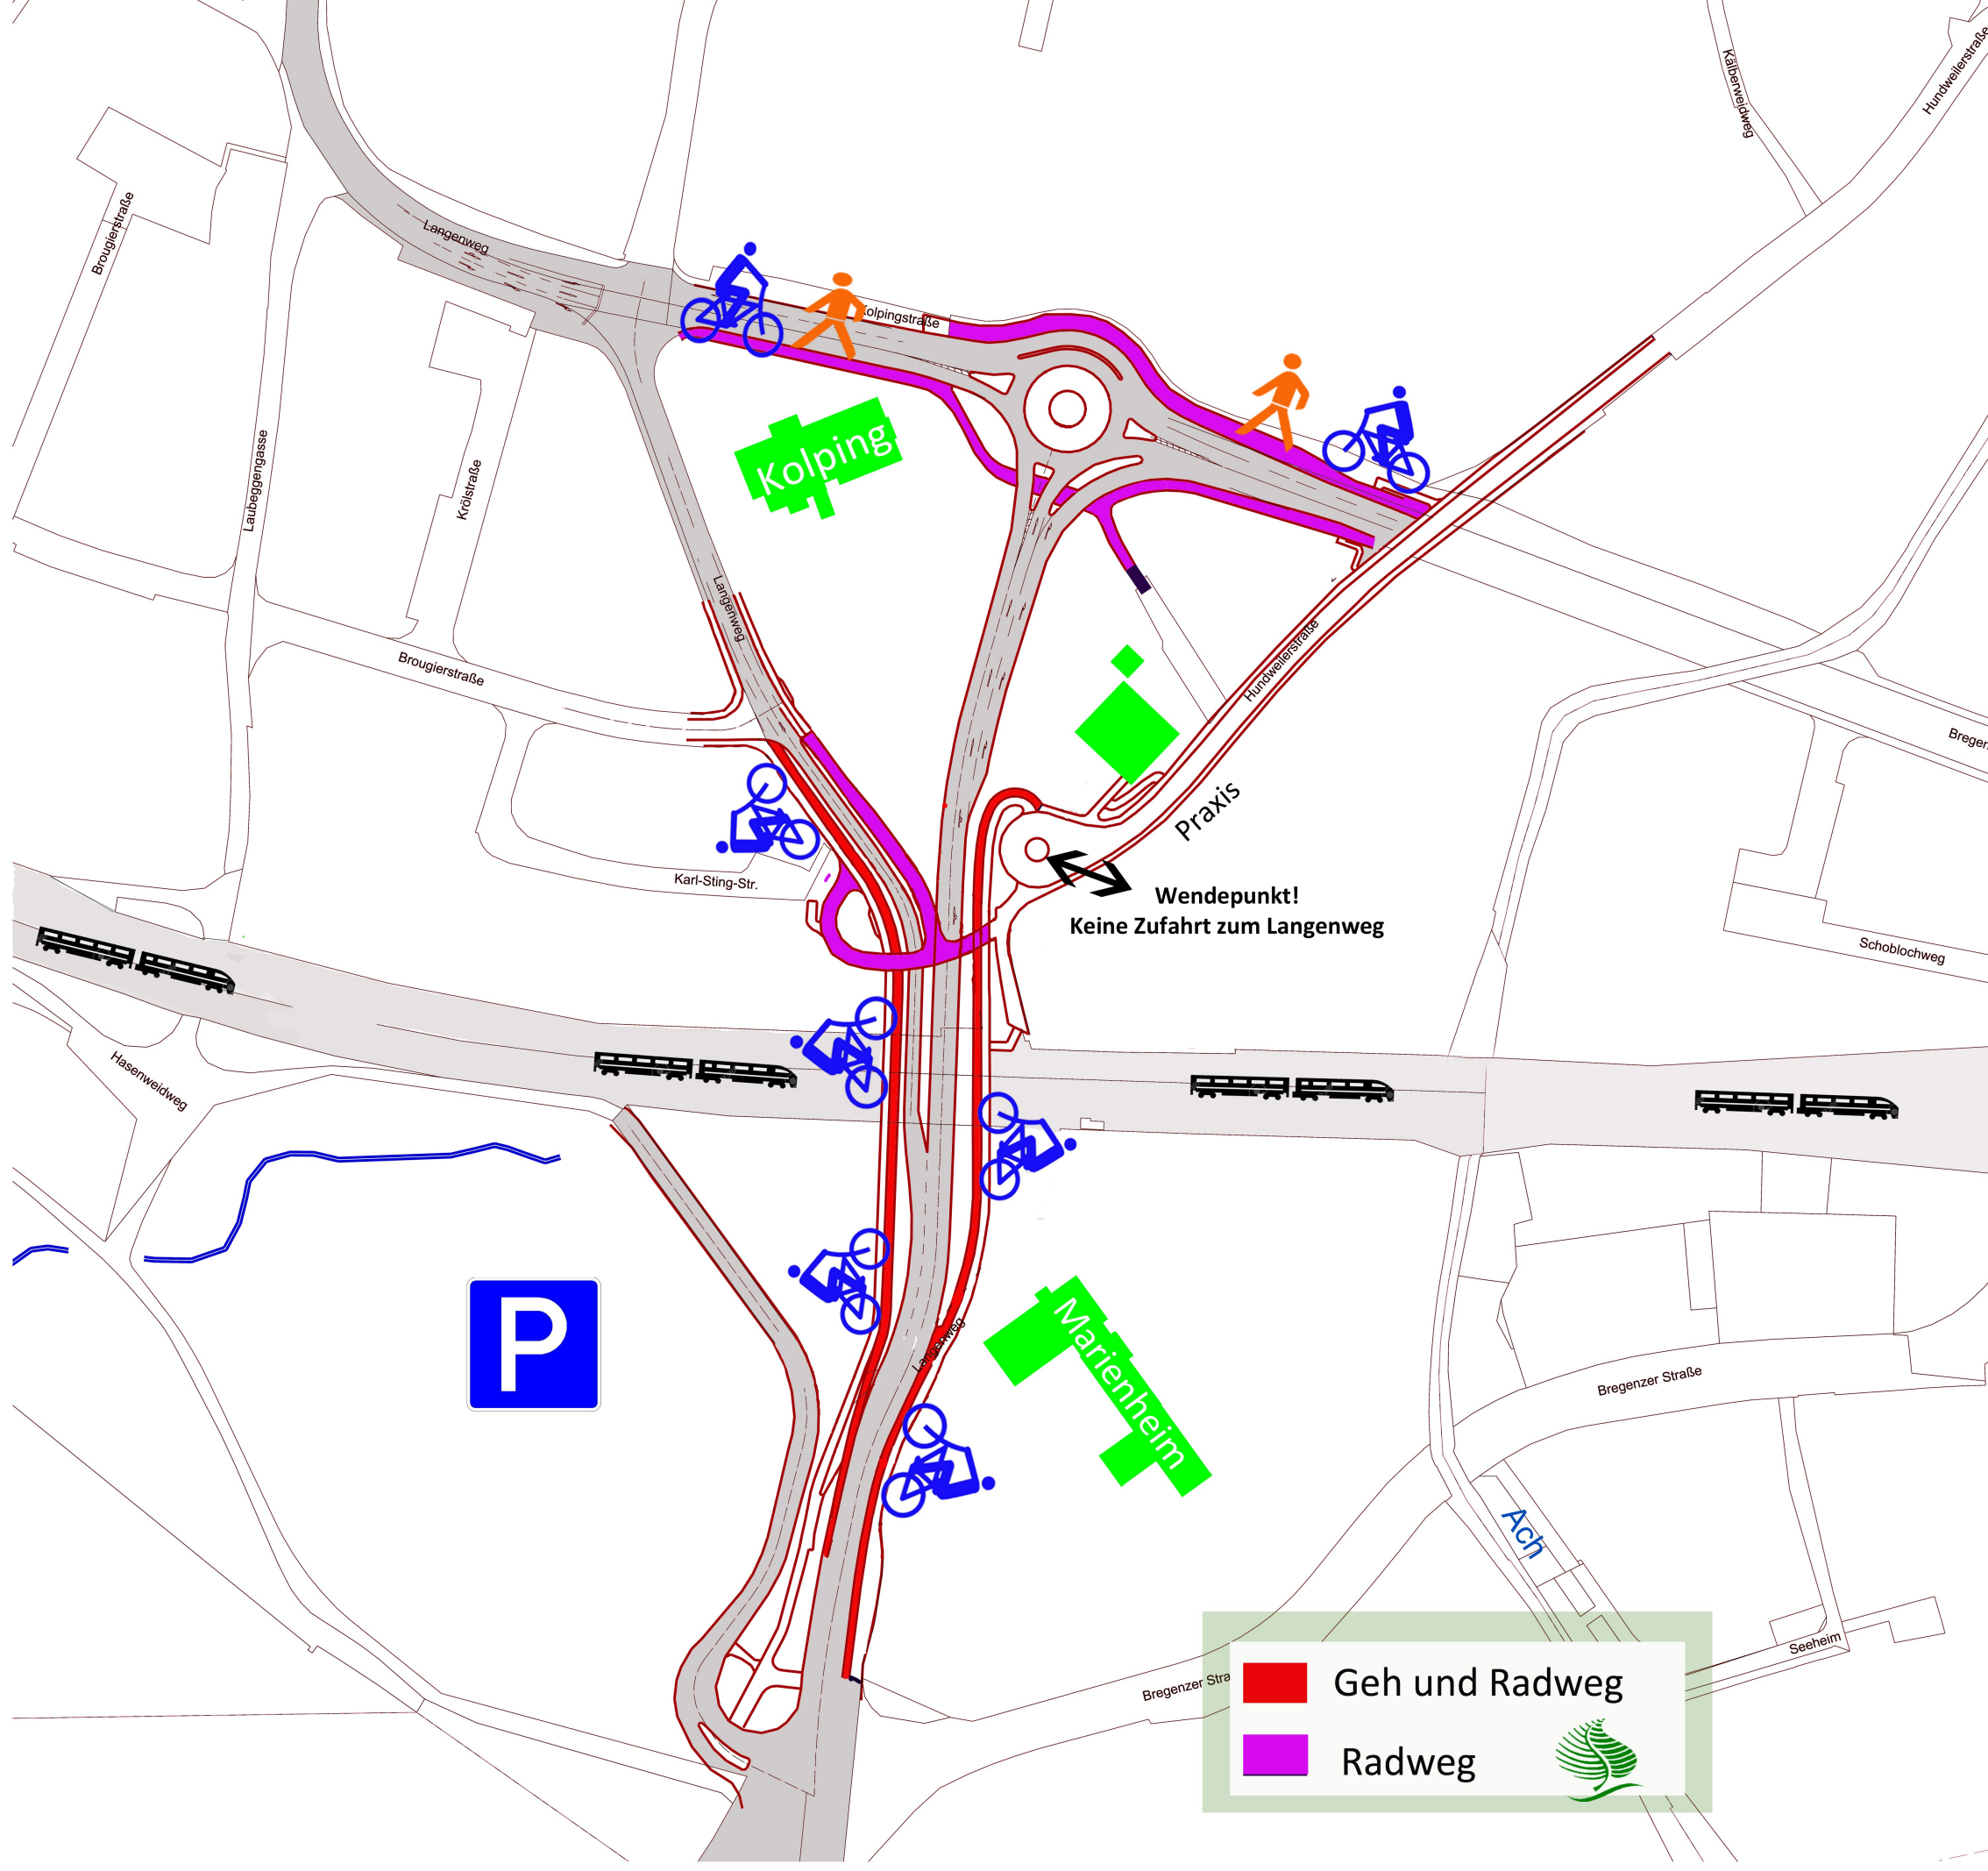 Kälberweidweg
Hundweilerstraße
Brougierstraße
Langenweg
Kolpingstraße
Kolping
Laubeggengasse
Krölstraße
Langenweg
Brougierstraße
Hundweilerstraße
Praxis
Karl-Sting-Str.
Wendepunkt!
Keine Zufahrt zum Langenweg
Schoblochweg
Hasenweidweg
P
Langenweg
Marienheim
Bregenzer Straße
Ach
Seeheim
Geh und Radweg
Radweg